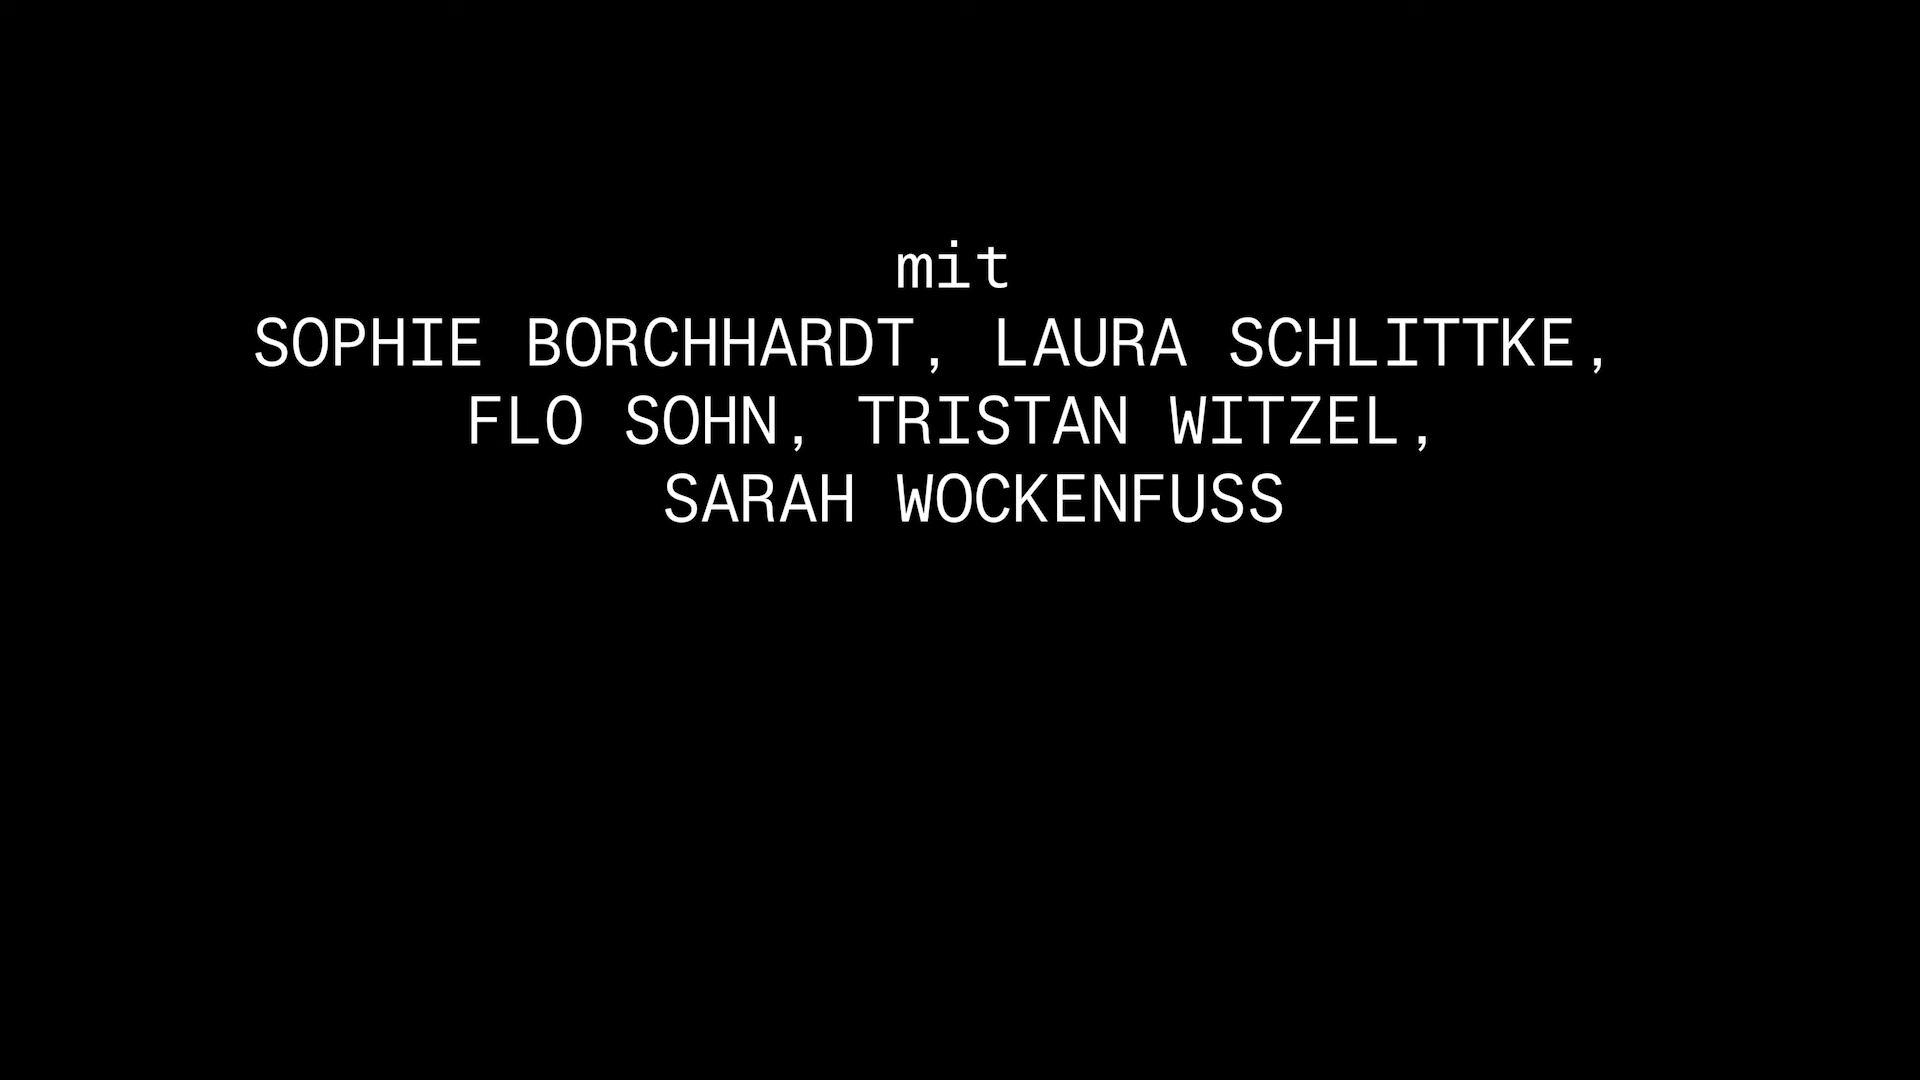 mit
SOPHIE BORCHHARDT, LAURA SCHLITTKE,
FLO SOHN, TRISTAN WITZEL,
SARAH WOCKENFUSS